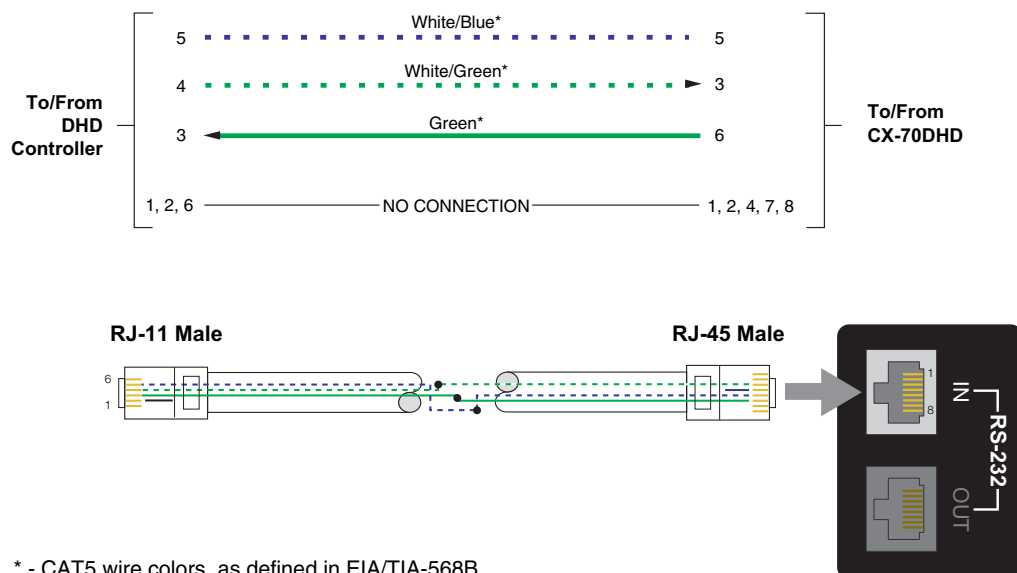 White/Blue*
5 5
White/Green*
4 3
To/From
DHD
Controller
To/From
CX-70DHD
Green*
3 6
1, 2, 6 NO CONNECTION 1, 2, 4, 7, 8
RJ-11 Male
RJ-45 Male
6
1
1
8
IN
RS-232
OUT
* - CAT5 wire colors, as defined in EIA/TIA-568B